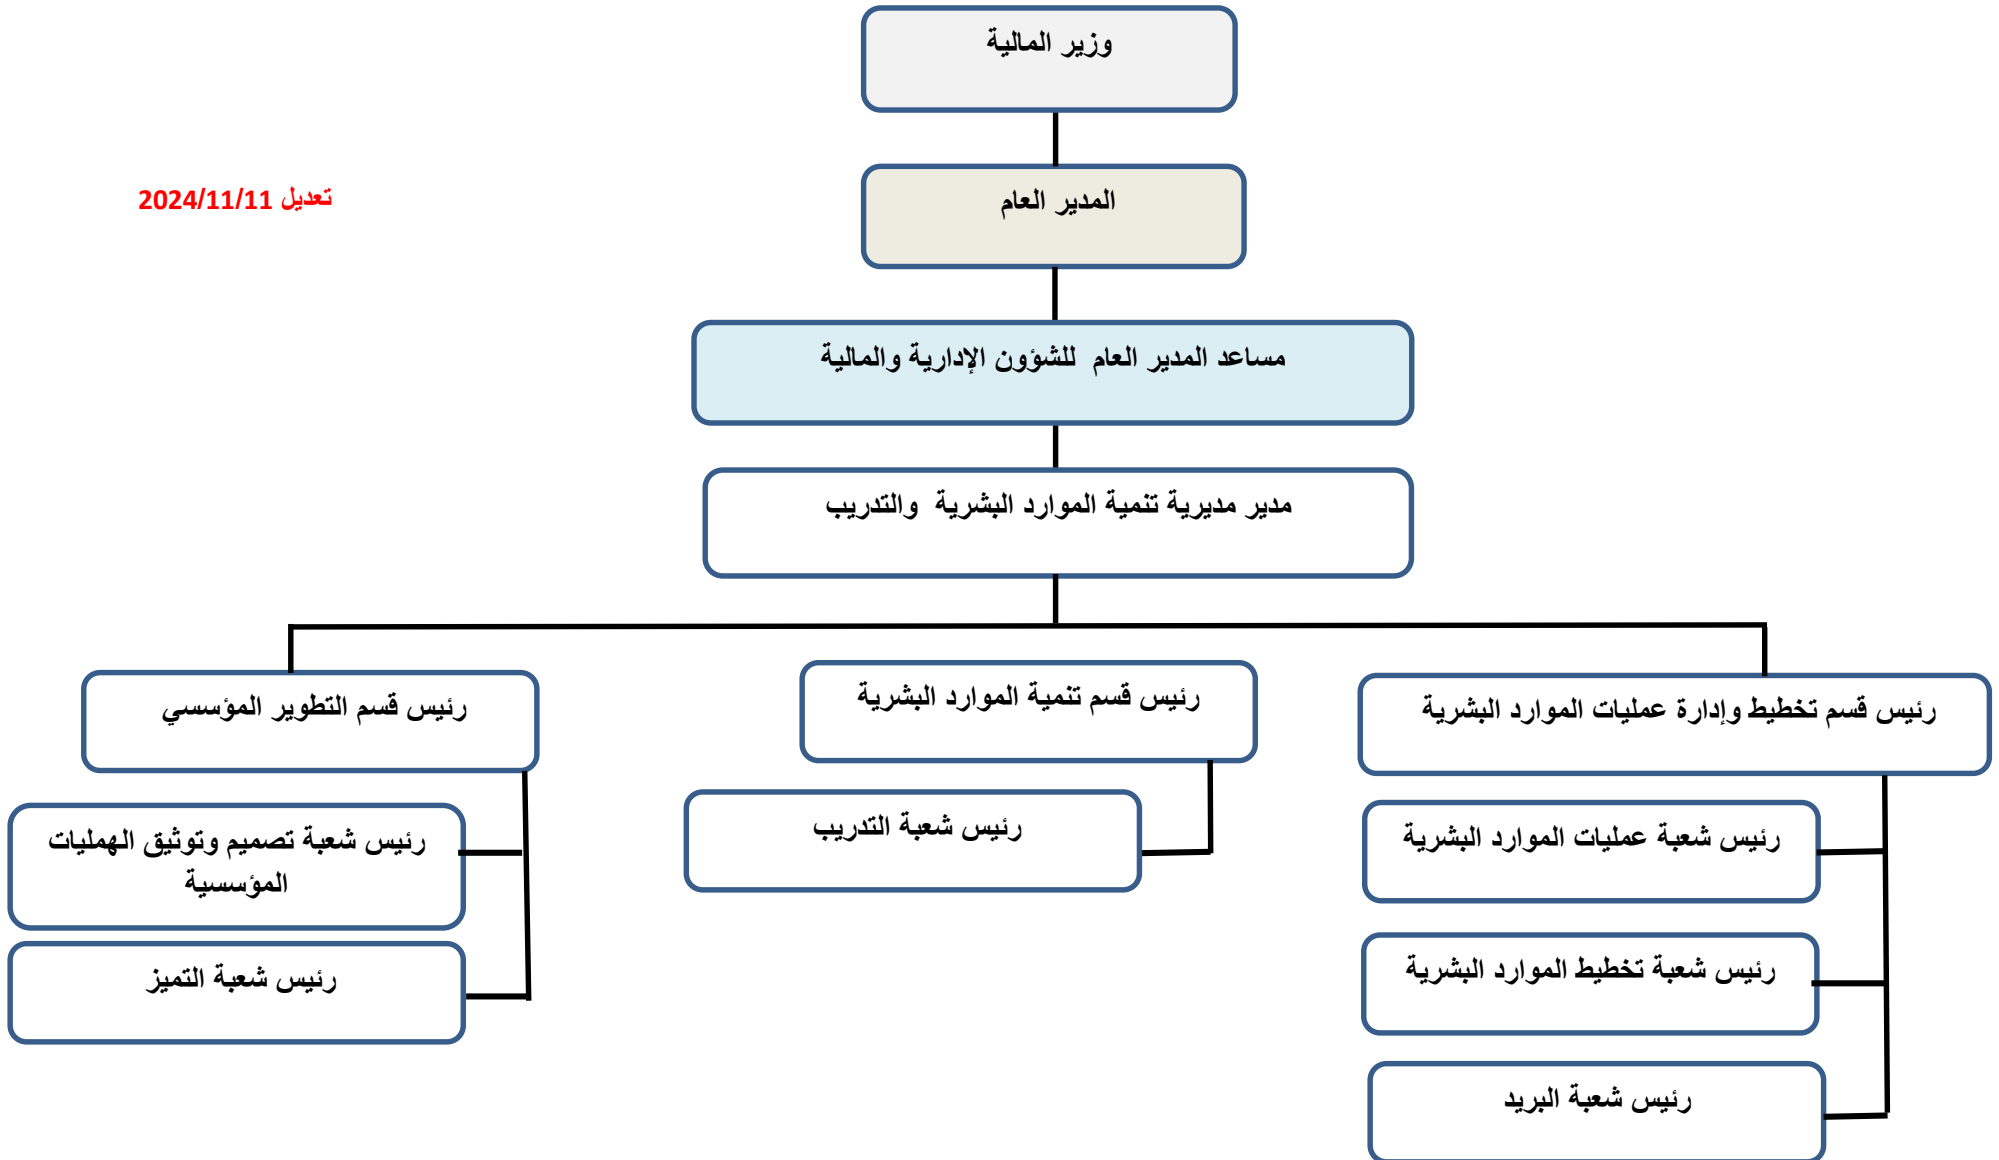 وزير المالية
تعديل 2024/11/11
المدير العام
مساعد المدير العام للشؤون الإدارية والمالية
مدير مديرية تنمية الموارد البشرية والتدريب
رئيس قسم تخطيط وإدارة عمليات الموارد البشرية
رئيس قسم تنمية الموارد البشرية
رئيس قسم التطوير المؤسسي
رئيس شعبة عمليات الموارد البشرية
رئيس شعبة تخطيط الموارد البشرية
رئيس شعبة البريد
رئيس شعبة التدريب
رئيس شعبة تصميم وتوثيق الهمليات
المؤسسية
رئيس شعبة التميز